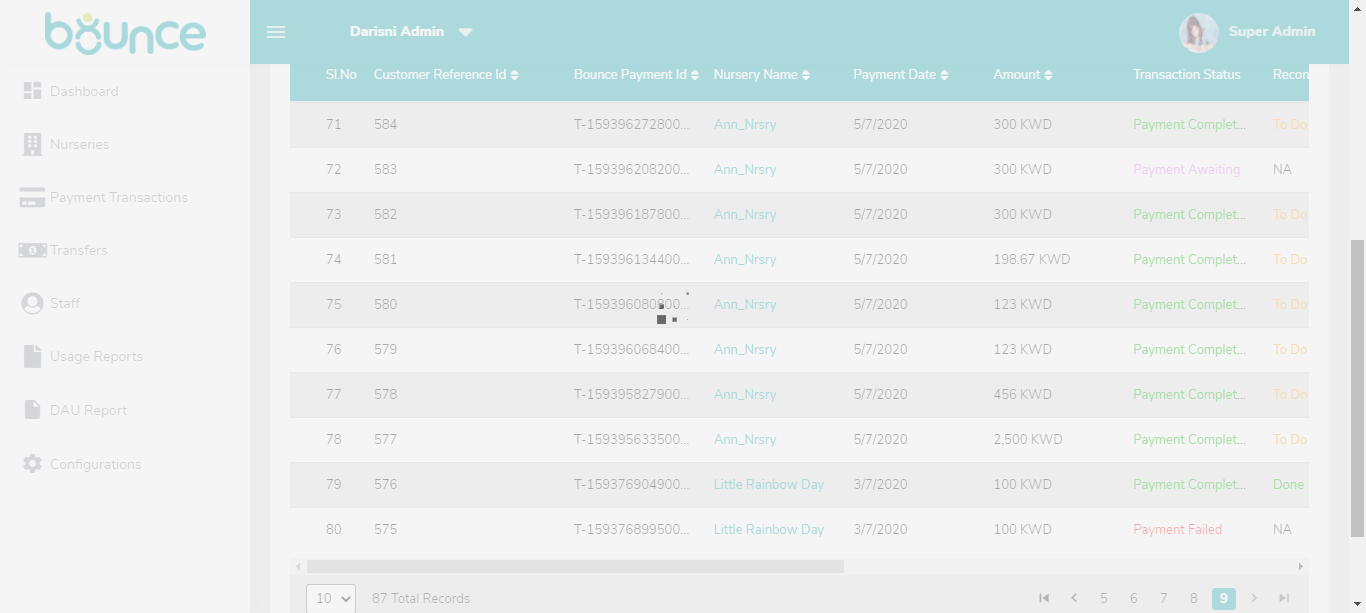 bounce
Darisni Admin
Super Admin
Dashboard
Nurseries
Payment Transactions
Transfers
Staff
Usage Reports
DAU Report
Configurations
Sl.No Customer Reference Id Bounce Payment Id Nursery Name Payment Date Amount Transaction Status Recon
71 584 T-159396272800... Ann_Nrsry 5/7/2020 300 KWD Payment Complet... To Do
72 583 T-159396208200... Ann_Nrsry 5/7/2020 300 KWD Payment Awaiting NA
73 582 T-159396187800... Ann_Nrsry 5/7/2020 300 KWD Payment Complet... To Do
74 581 T-159396134400... Ann_Nrsry 5/7/2020 198.67 KWD Payment Complet... To Do
75 580 T-159396080800... Ann_Nrsry 5/7/2020 123 KWD Payment Complet... To Do
76 579 T-159396068400... Ann_Nrsry 5/7/2020 123 KWD Payment Complet... To Do
77 578 T-159395827900... Ann_Nrsry 5/7/2020 456 KWD Payment Complet... To Do
78 577 T-159395633500... Ann_Nrsry 5/7/2020 2,500 KWD Payment Complet... To Do
79 576 T-159376904900... Little Rainbow Day 3/7/2020 100 KWD Payment Complet... Done
80 575 T-159376899500... Little Rainbow Day 3/7/2020 100 KWD Payment Failed NA
10 87 Total Records 5 6 7 8 9